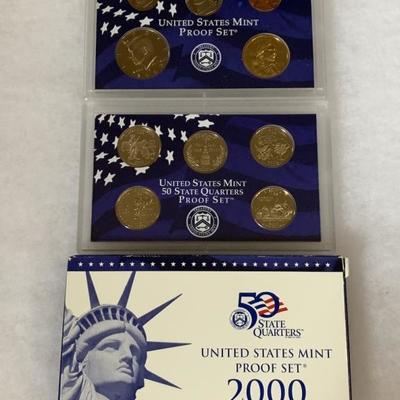 UNITED STATES MINT
PROOF SET®
UNITED STATES MINT
50 STATE QUARTERS
PROOF SET™
50
STATE
QUARTERS
UNITED STATES MINT
PROOF SET®
2000